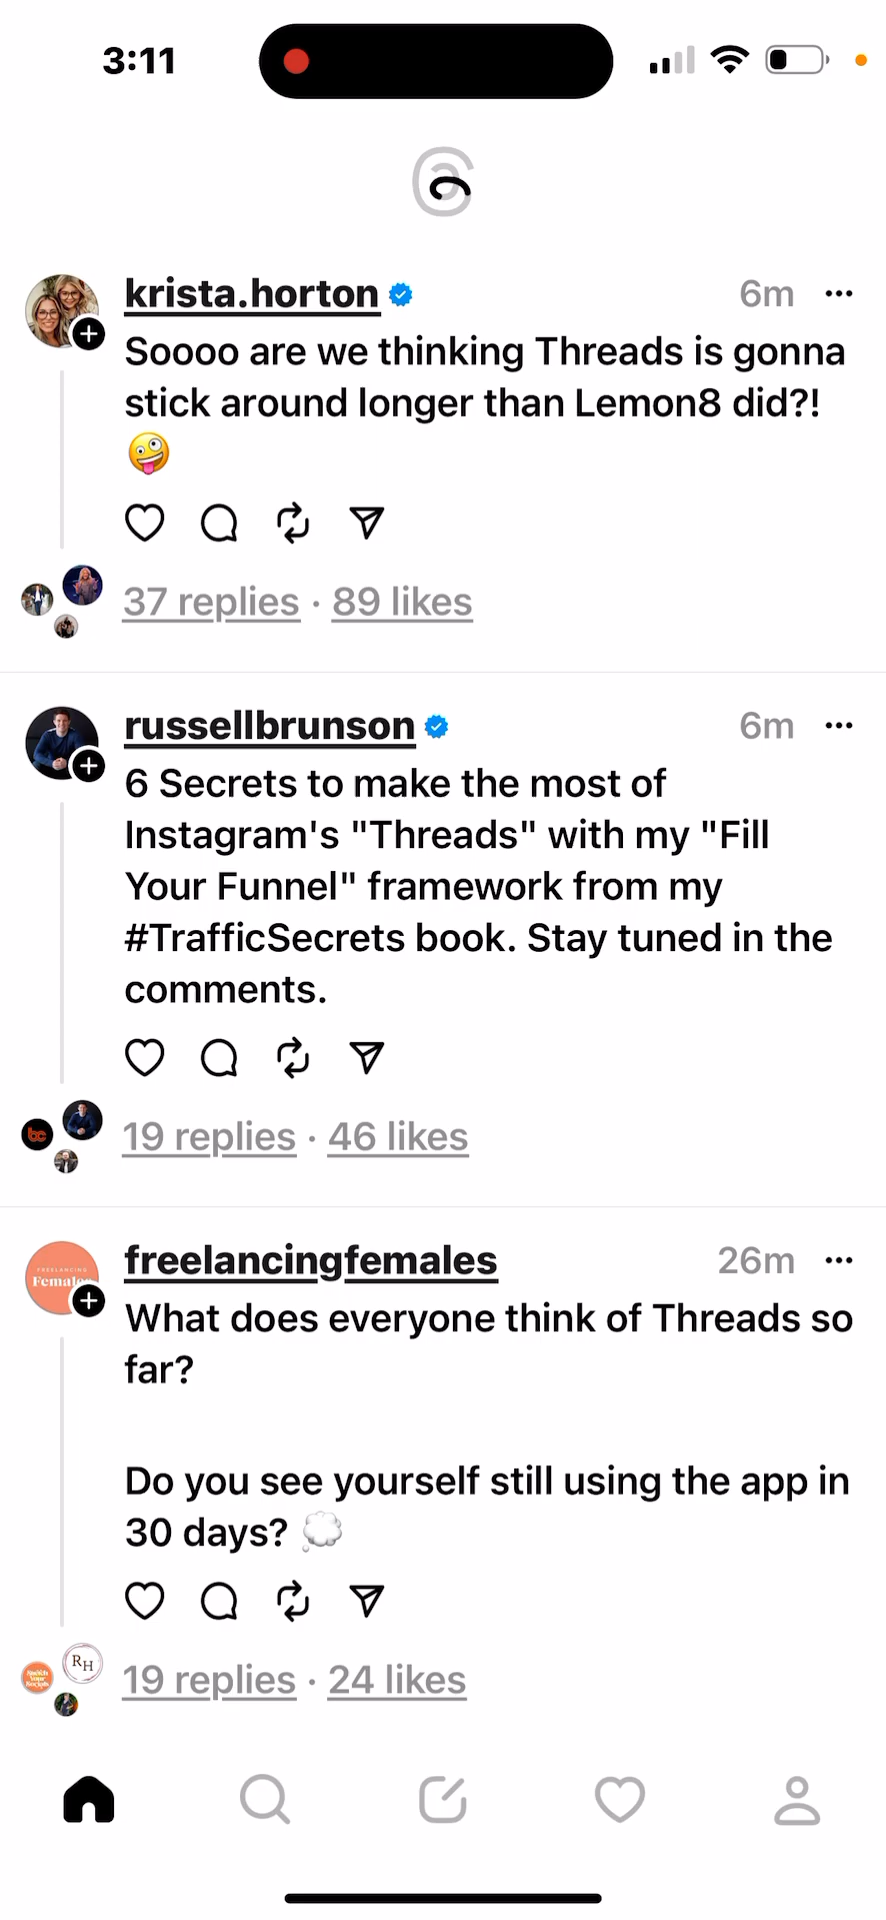 3:11
krista.horton 6m
Soooo are we thinking Threads is gonna
stick around longer than Lemon8 did?!
🤪
37 replies · 89 likes
russellbrunson 6m
6 Secrets to make the most of
Instagram's "Threads" with my "Fill
Your Funnel" framework from my
#TrafficSecrets book. Stay tuned in the
comments.
bc
19 replies · 46 likes
FREELANCING
Females
freelancingfemales 26m
What does everyone think of Threads so
far?
Do you see yourself still using the app in
30 days? 💭
RH
19 replies · 24 likes